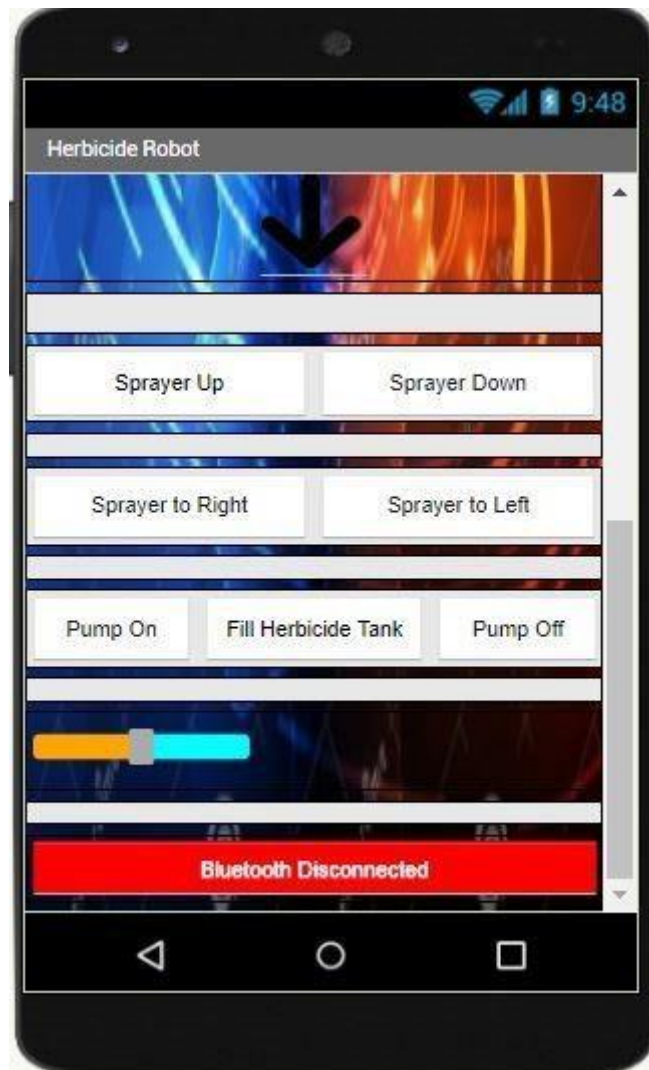 9:48
Herbicide Robot
Sprayer Up Sprayer Down
Sprayer to Right Sprayer to Left
Pump On Fill Herbicide Tank Pump Off
Bluetooth Disconnected